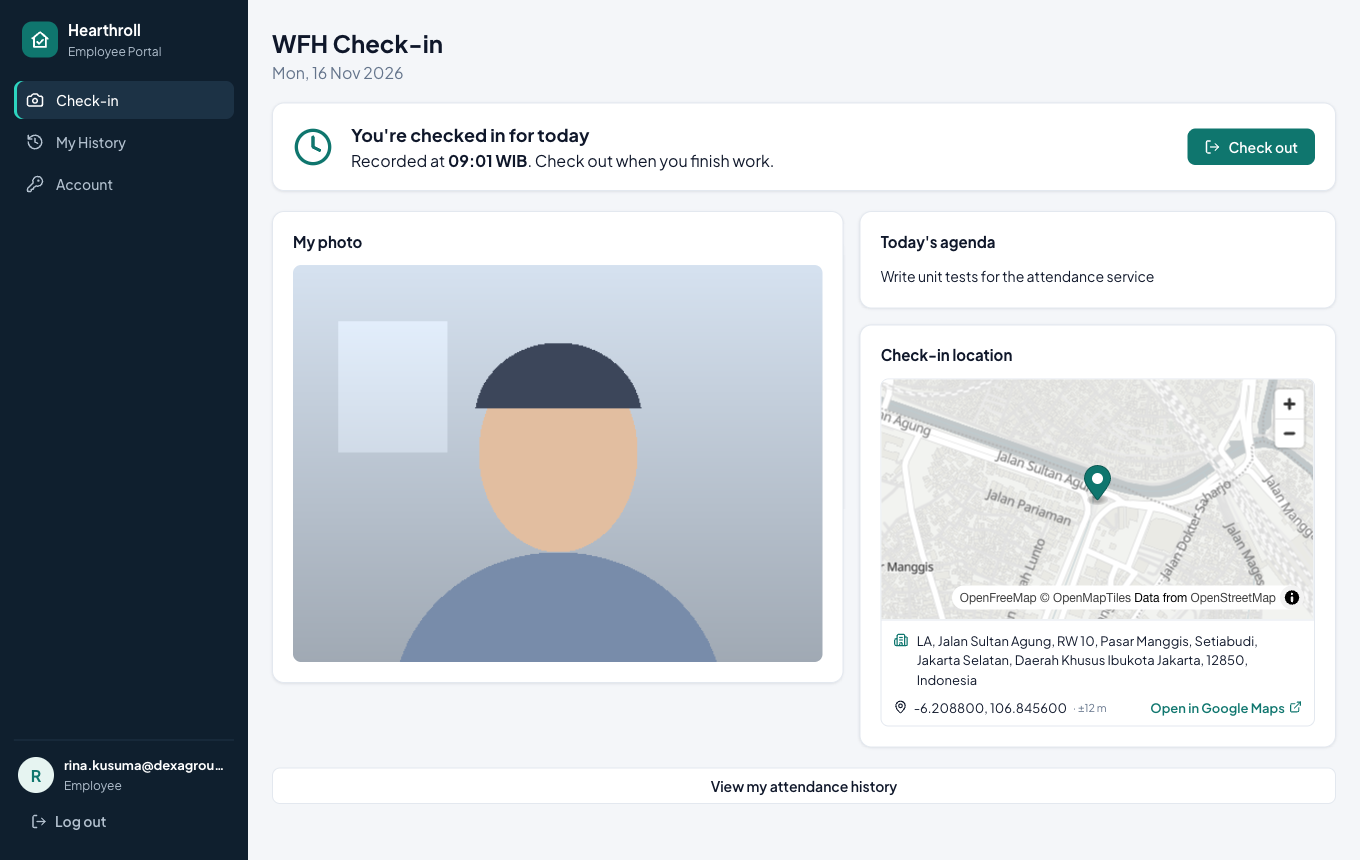 Hearthroll
Employee Portal
Check-in
My History
Account
rina.kusuma@dexagrou…
R
Employee
Log out
WFH Check-in
Mon, 16 Nov 2026
You're checked in for today
Recorded at 09:01 WIB. Check out when you finish work.
Check out
My photo
Today's agenda
Write unit tests for the attendance service
Check-in location
n Agung
Jalan Sultan Agu
Jalan Pariaman
Jalan Dokter Saharjo
Jalan Mangg
Jalan Mages
ah Lunto
r Manggis
+
−
OpenFreeMap © OpenMapTiles Data from OpenStreetMap
LA, Jalan Sultan Agung, RW 10, Pasar Manggis, Setiabudi,
Jakarta Selatan, Daerah Khusus Ibukota Jakarta, 12850,
Indonesia
-6.208800, 106.845600 · ±12 m
Open in Google Maps
View my attendance history